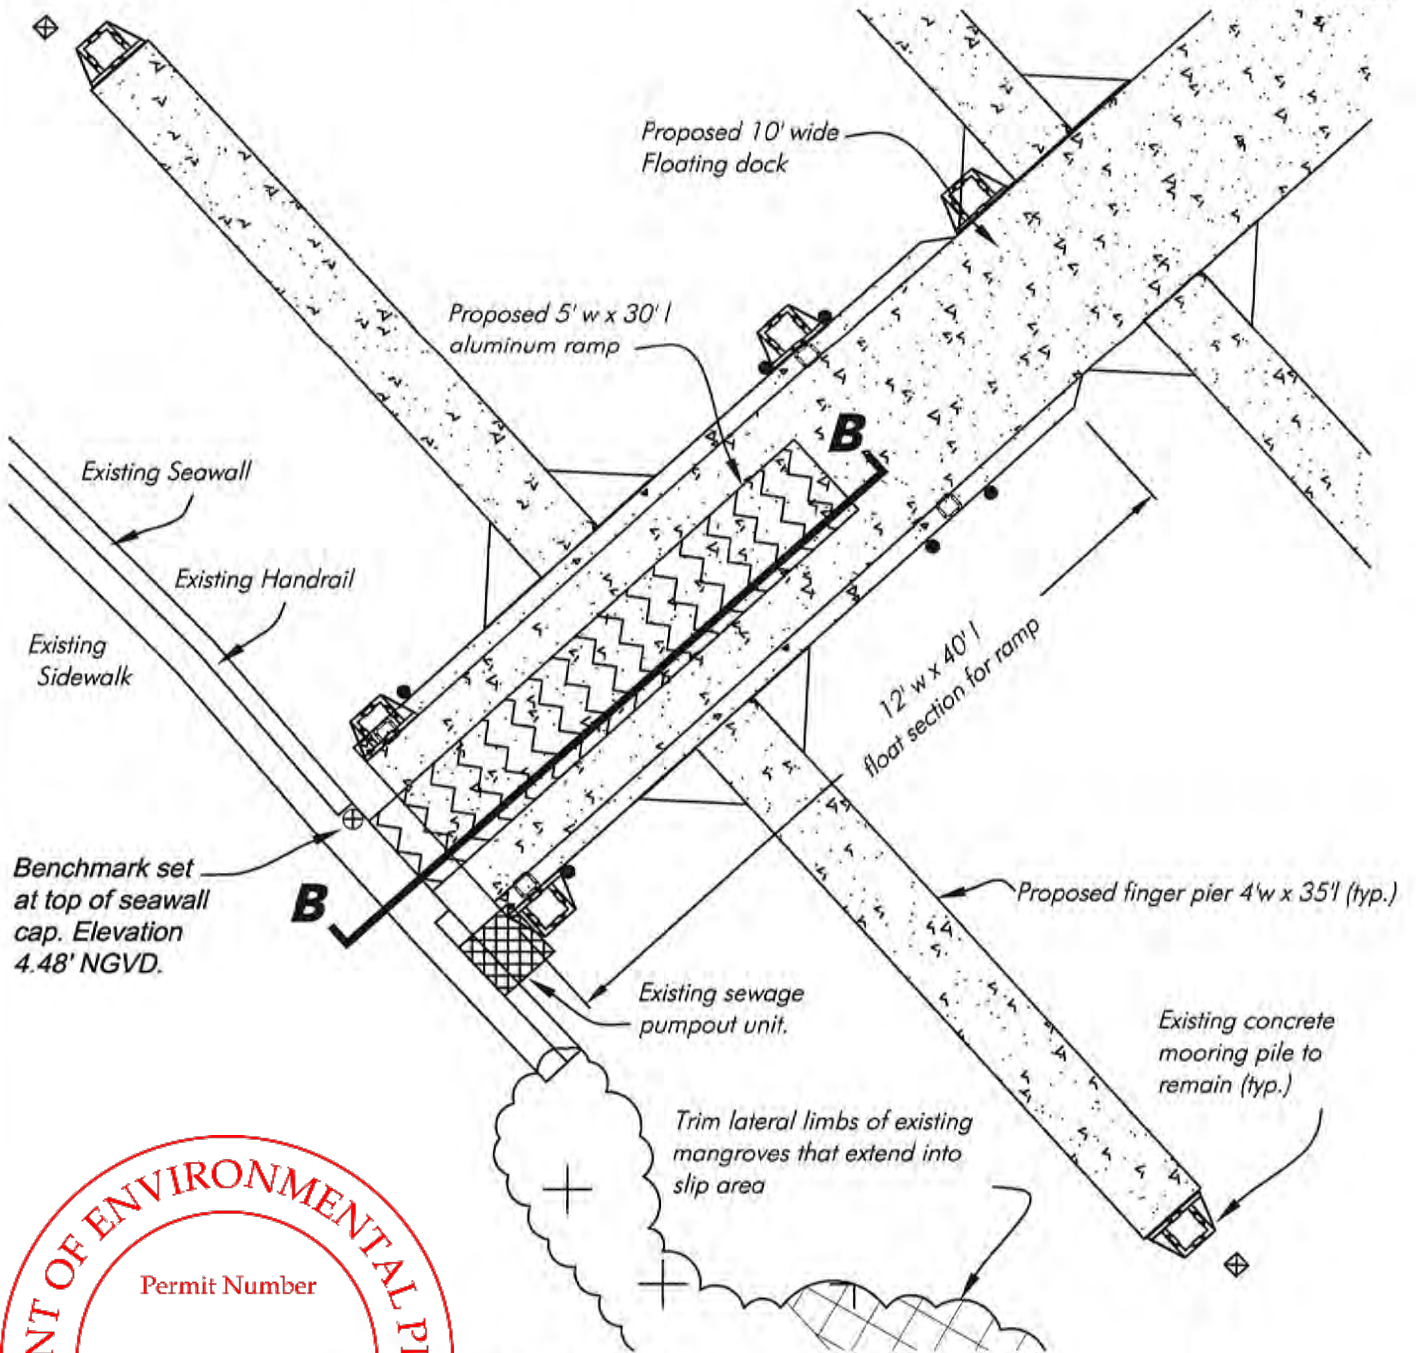 Proposed 10' wide
Floating dock
Proposed 5' w x 30' l
aluminum ramp
B
Existing Seawall
Existing Handrail
Existing
Sidewalk
12' w x 40' l
float section for ramp
Benchmark set
at top of seawall
cap. Elevation
4.48' NGVD.
B
Proposed finger pier 4'w x 35'l (typ.)
Existing sewage
pumpout unit.
Existing concrete
mooring pile to
remain (typ.)
Trim lateral limbs of existing
mangroves that extend into
slip area
OF ENVIRONMENTAL
Permit Number